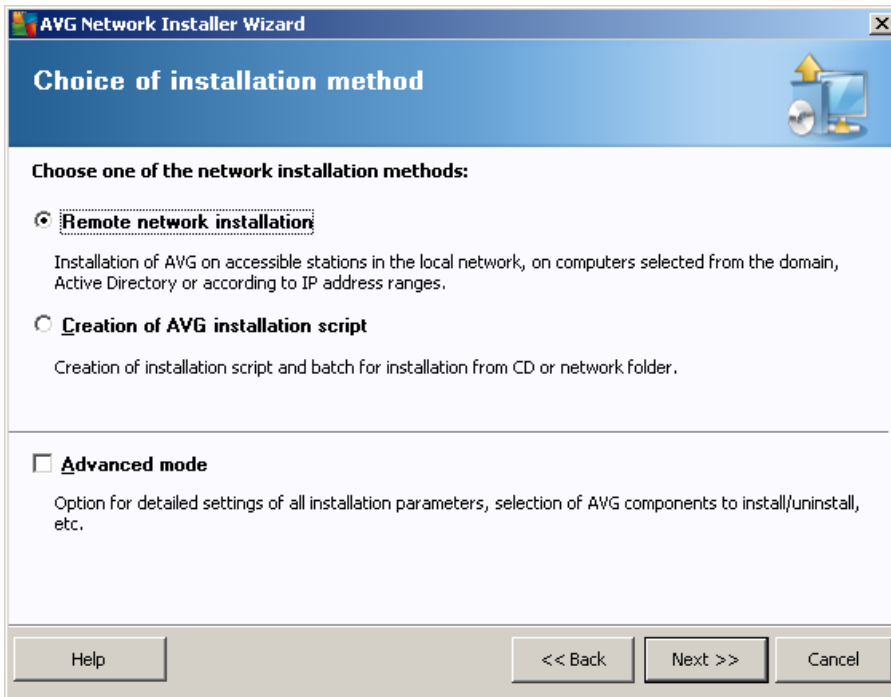 AVG Network Installer Wizard
Choice of installation method
Choose one of the network installation methods:
Remote network installation
Installation of AVG on accessible stations in the local network, on computers selected from the domain,
Active Directory or according to IP address ranges.
Creation of AVG installation script
Creation of installation script and batch for installation from CD or network folder.
Advanced mode
Option for detailed settings of all installation parameters, selection of AVG components to install/uninstall,
etc.
Help
<< Back
Next >>
Cancel